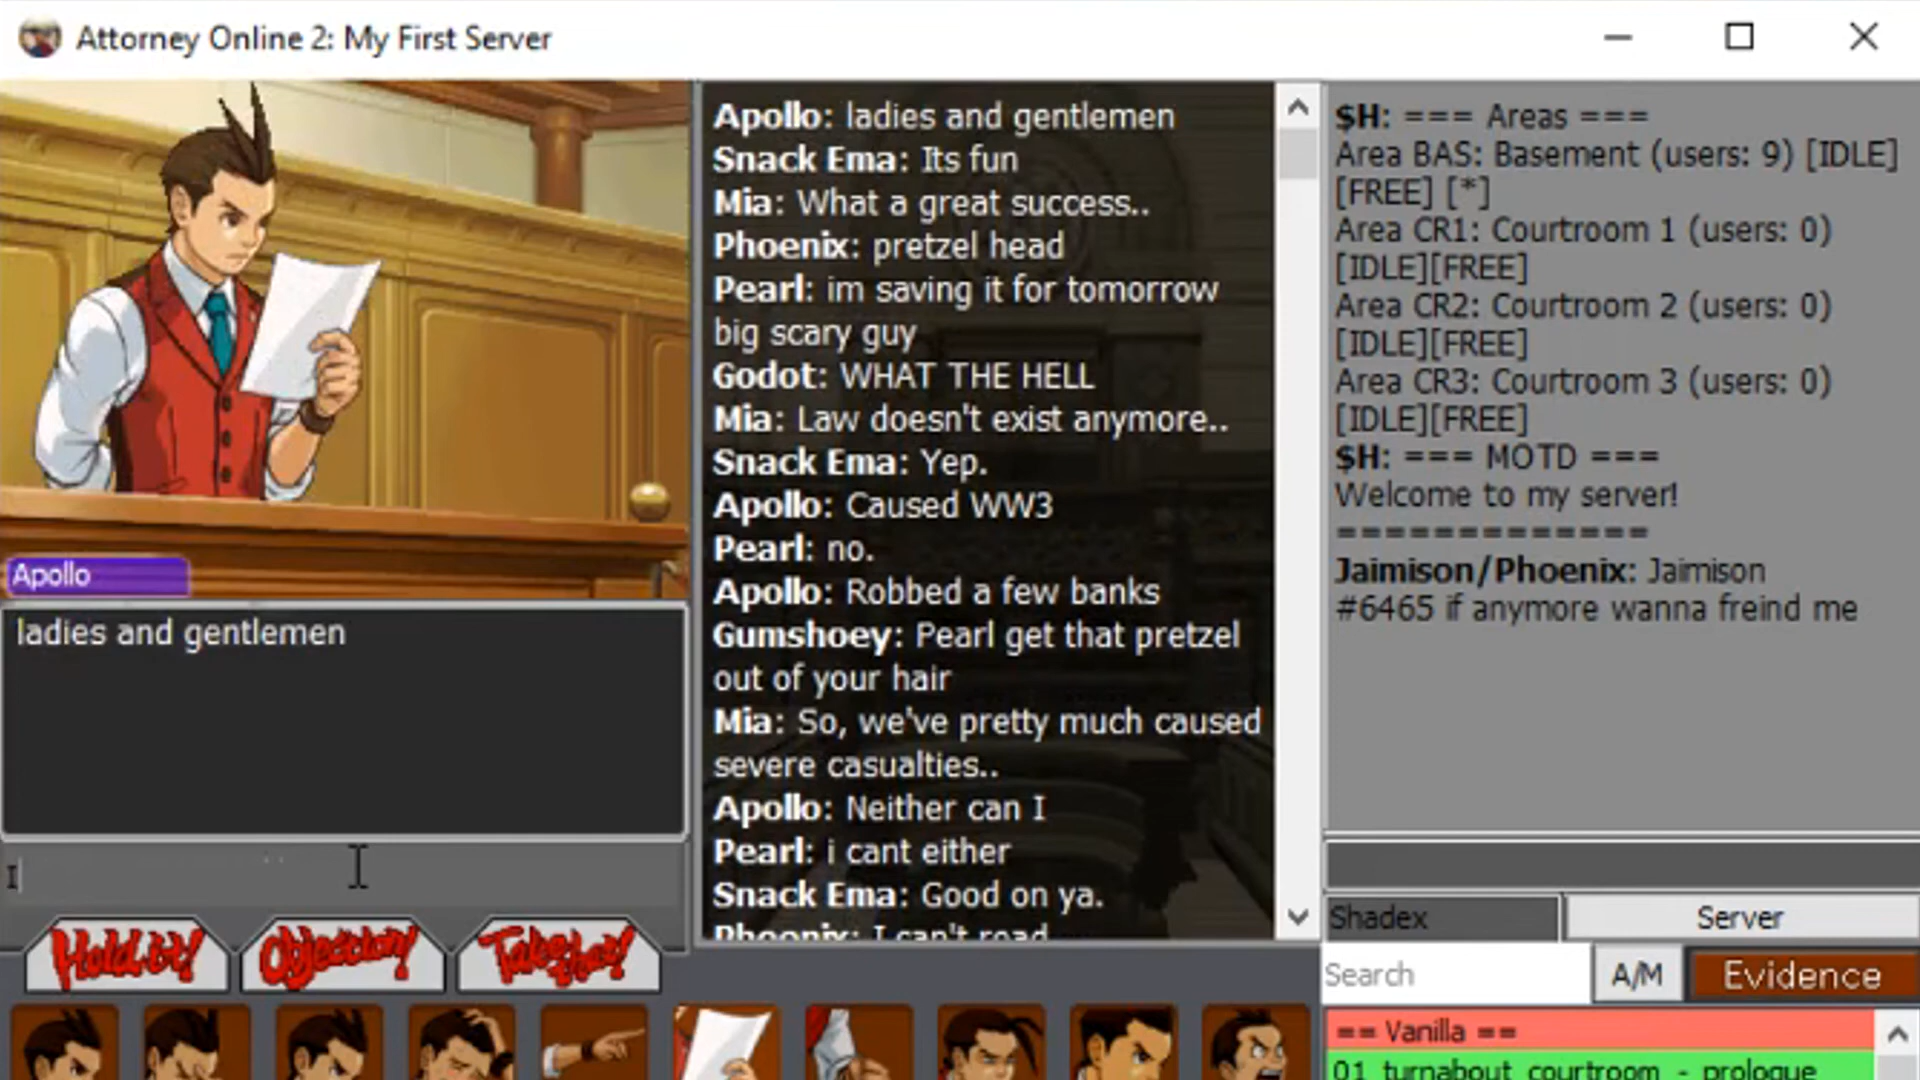 Attorney Online 2: My First Server
Apollo
ladies and gentlemen
I
Hold it!
Objection!
Take that!
Apollo: ladies and gentlemen
Snack Ema: Its fun
Mia: What a great success..
Phoenix: pretzel head
Pearl: im saving it for tomorrow
big scary guy
Godot: WHAT THE HELL
Mia: Law doesn't exist anymore..
Snack Ema: Yep.
Apollo: Caused WW3
Pearl: no.
Apollo: Robbed a few banks
Gumshoey: Pearl get that pretzel
out of your hair
Mia: So, we've pretty much caused
severe casualties..
Apollo: Neither can I
Pearl: i cant either
Snack Ema: Good on ya.
Phoenix: I can't read
$H: === Areas ===
Area BAS: Basement (users: 9) [IDLE]
[FREE] [*]
Area CR1: Courtroom 1 (users: 0)
[IDLE][FREE]
Area CR2: Courtroom 2 (users: 0)
[IDLE][FREE]
Area CR3: Courtroom 3 (users: 0)
[IDLE][FREE]
$H: === MOTD ===
Welcome to my server!
=============
Jaimison/Phoenix: Jaimison
#6465 if anymore wanna freind me
Shadex
Server
Search
A/M
Evidence
== Vanilla ==
01 turnabout courtroom - prologue